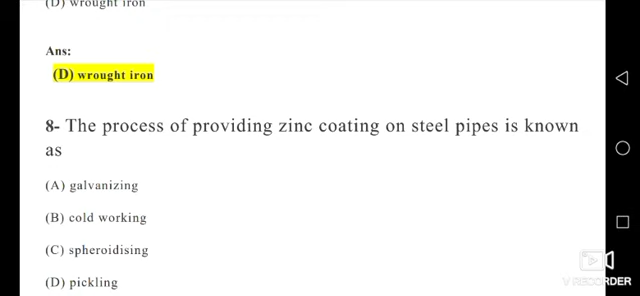 (D) wrought iron
Ans:
(D) wrought iron
8- The process of providing zinc coating on steel pipes is known
as
(A) galvanizing
(B) cold working
(C) spheroidising
(D) pickling
V RECORDER